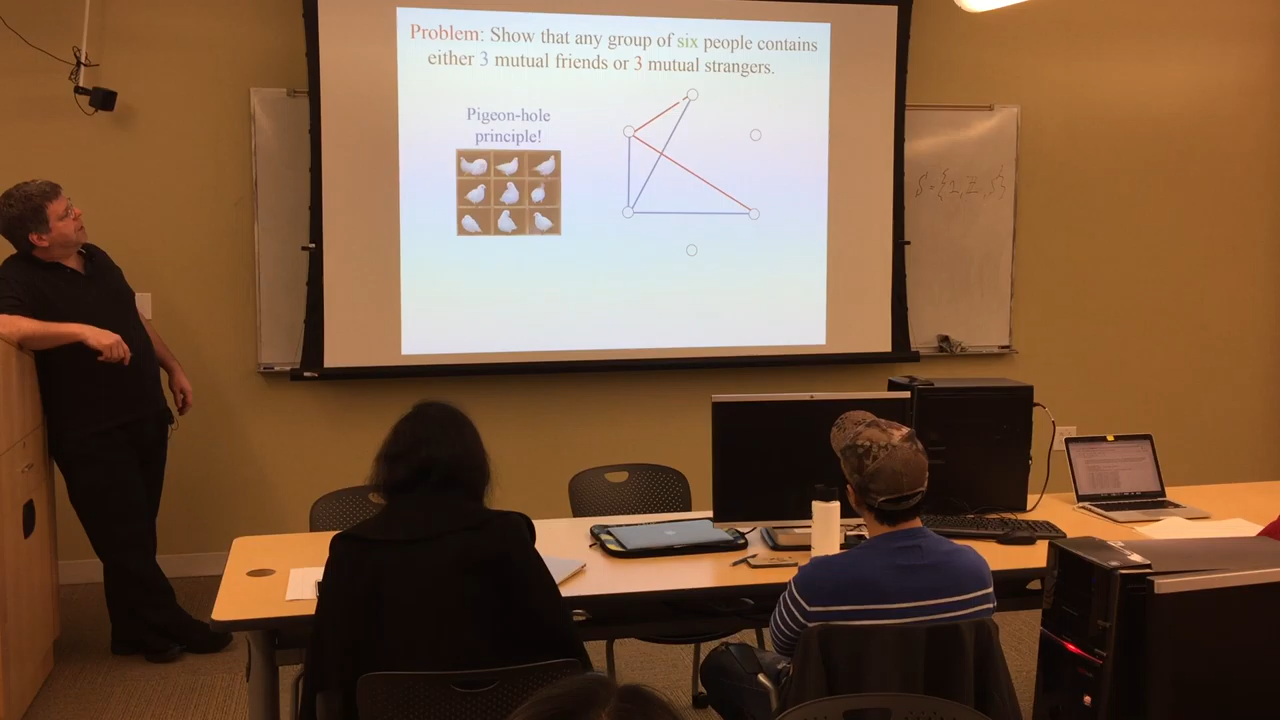 Problem: Show that any group of six people contains
either 3 mutual friends or 3 mutual strangers.
Pigeon-hole
principle!